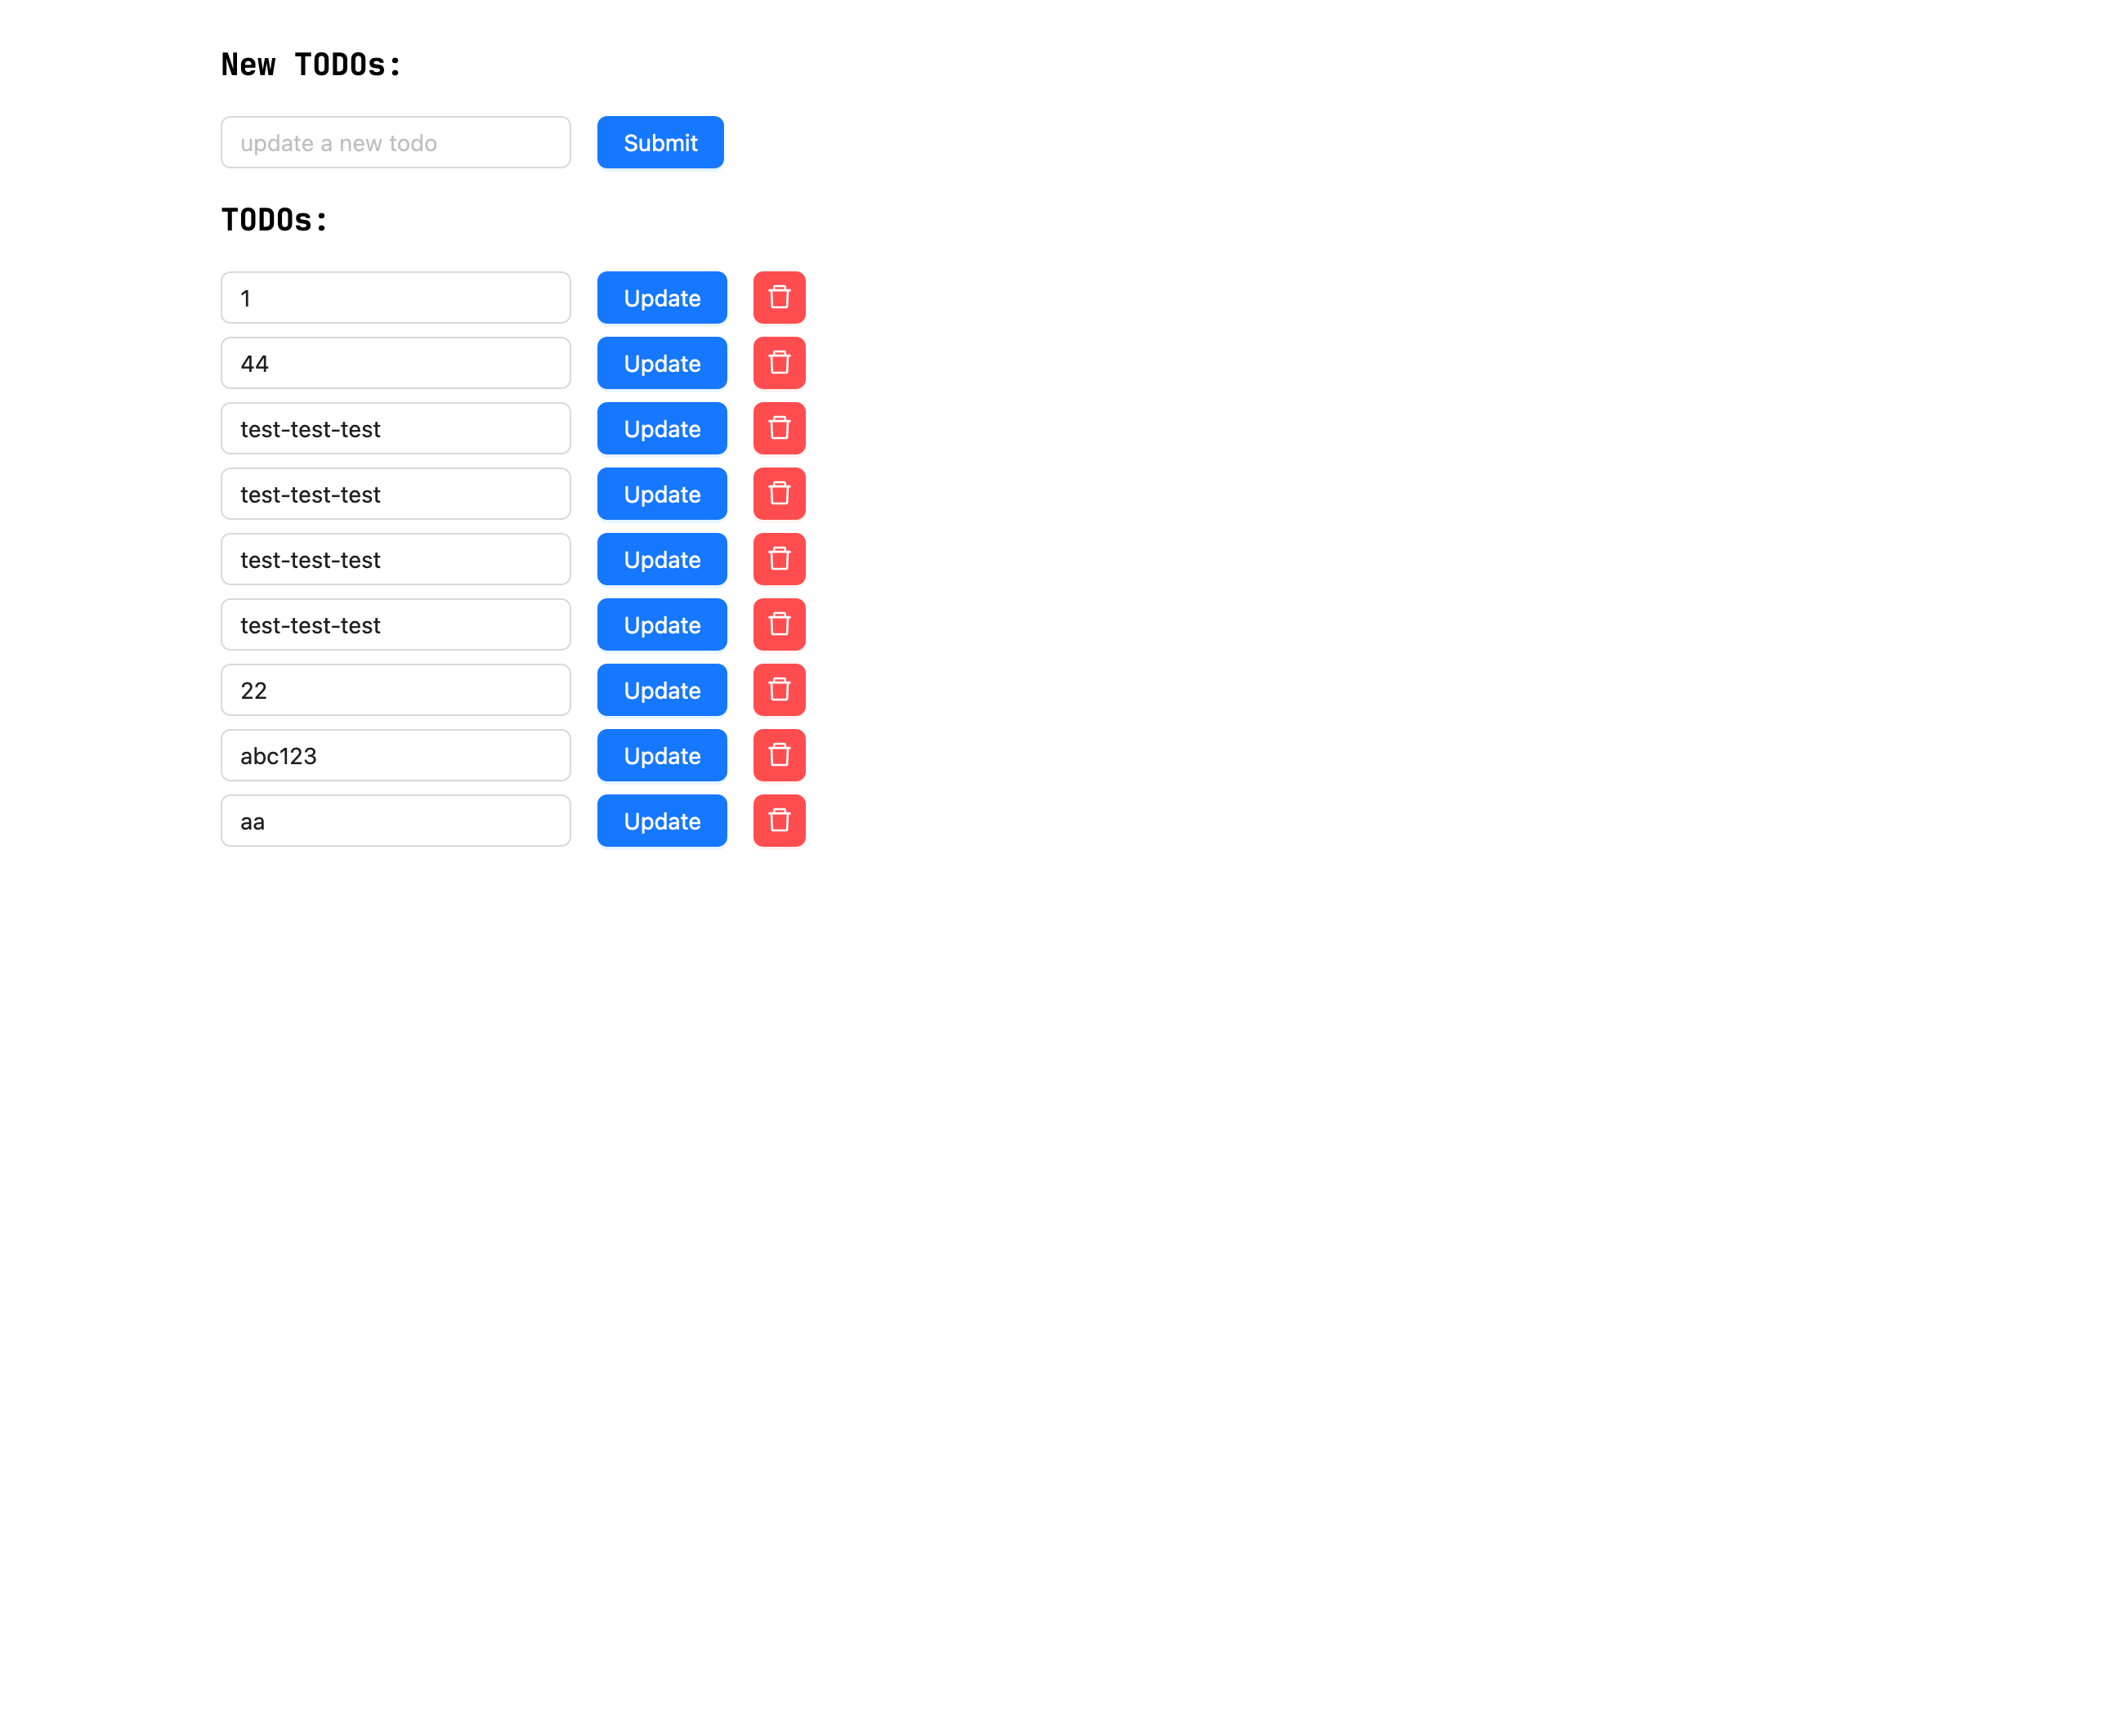 New TODOs:
update a new todo Submit
TODOs:
1 Update
44 Update
test-test-test Update
test-test-test Update
test-test-test Update
test-test-test Update
22 Update
abc123 Update
aa Update